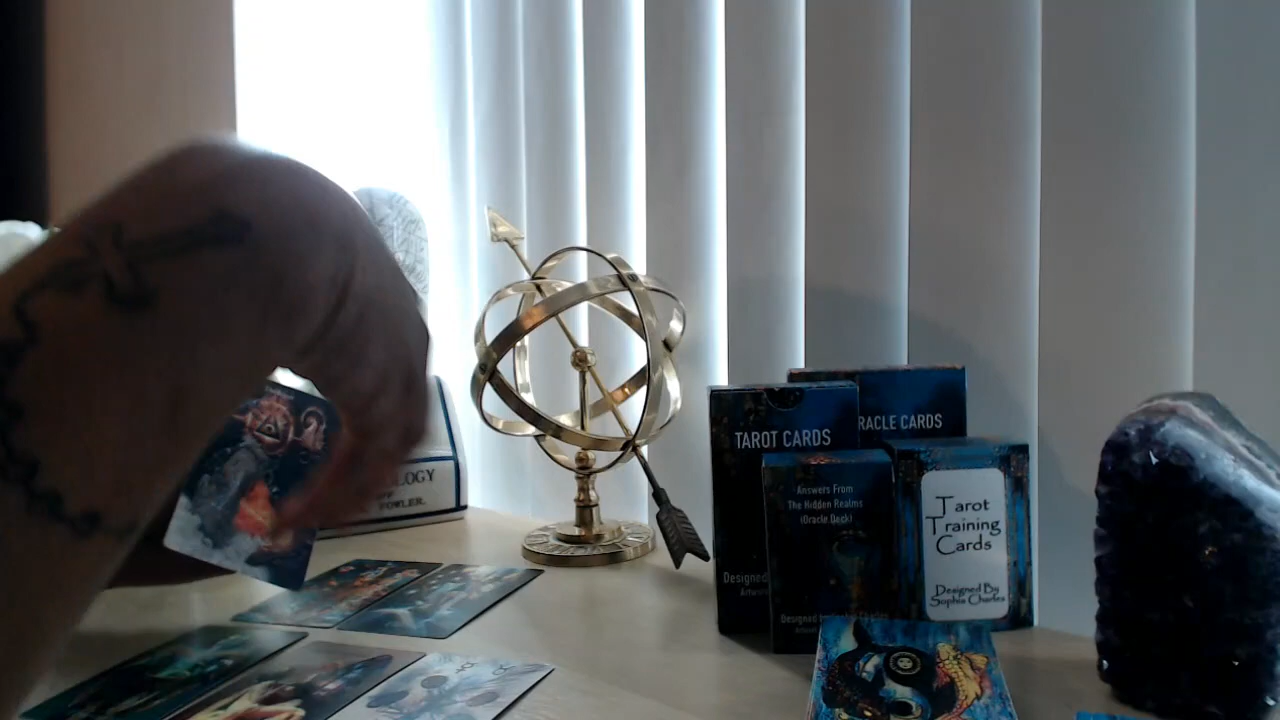 OLOGY
FOWLER.
TAROT CARDS
RACLE CARDS
Answers From
The Hidden Realms
(Oracle Deck)
Designed
Tarot
Training
Cards
Designed By
Sophia Charles